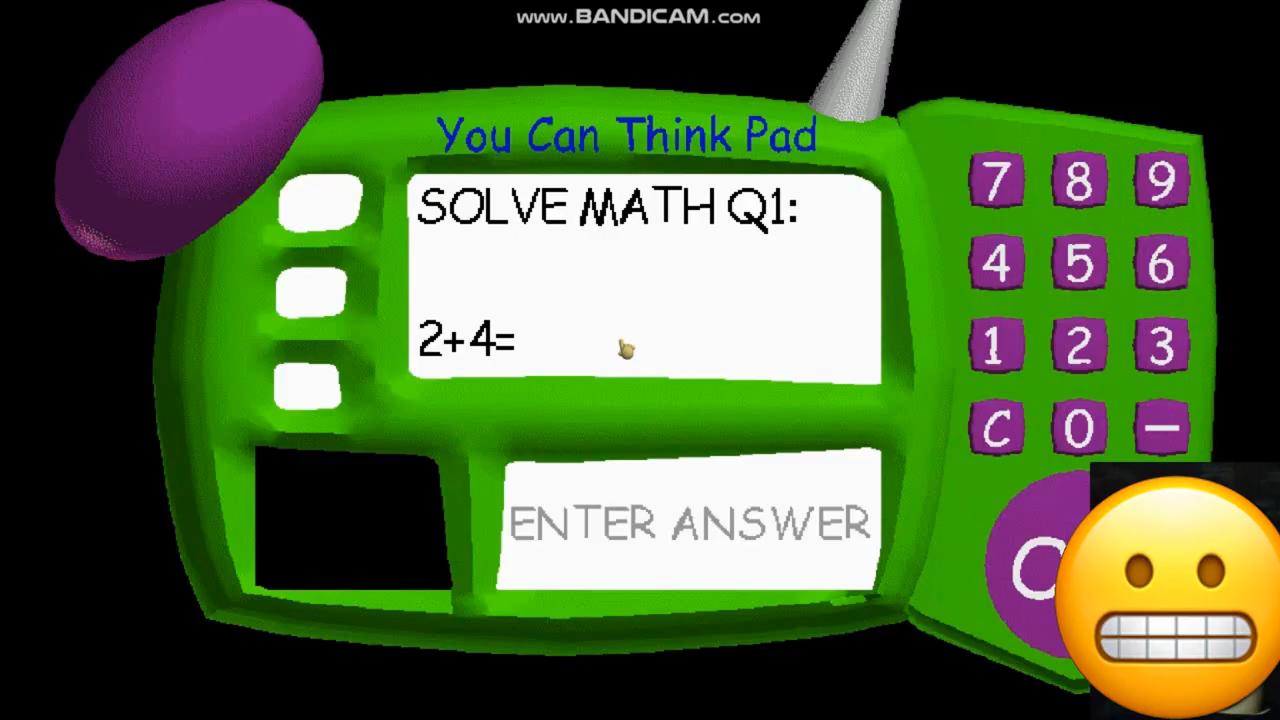 www.BANDICAM.com
You Can Think Pad
SOLVE MATH Q1:
2+4=
7 8 9
4 5 6
1 2 3
C 0 −
ENTER ANSWER